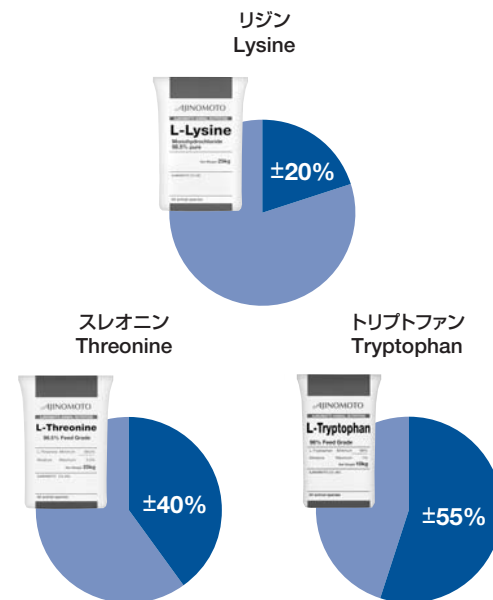 リジン
Lysine
AJINOMOTO
L-Lysine
Monohydrochloride
98.5% pure
Net Weight 25kg
±20%
スレオニン
Threonine
AJINOMOTO
L-Threonine
98.5% Feed Grade
Net Weight 25kg
±40%
トリプトファン
Tryptophan
AJINOMOTO
L-Tryptophan
98% Feed Grade
Net Weight 10kg
±55%